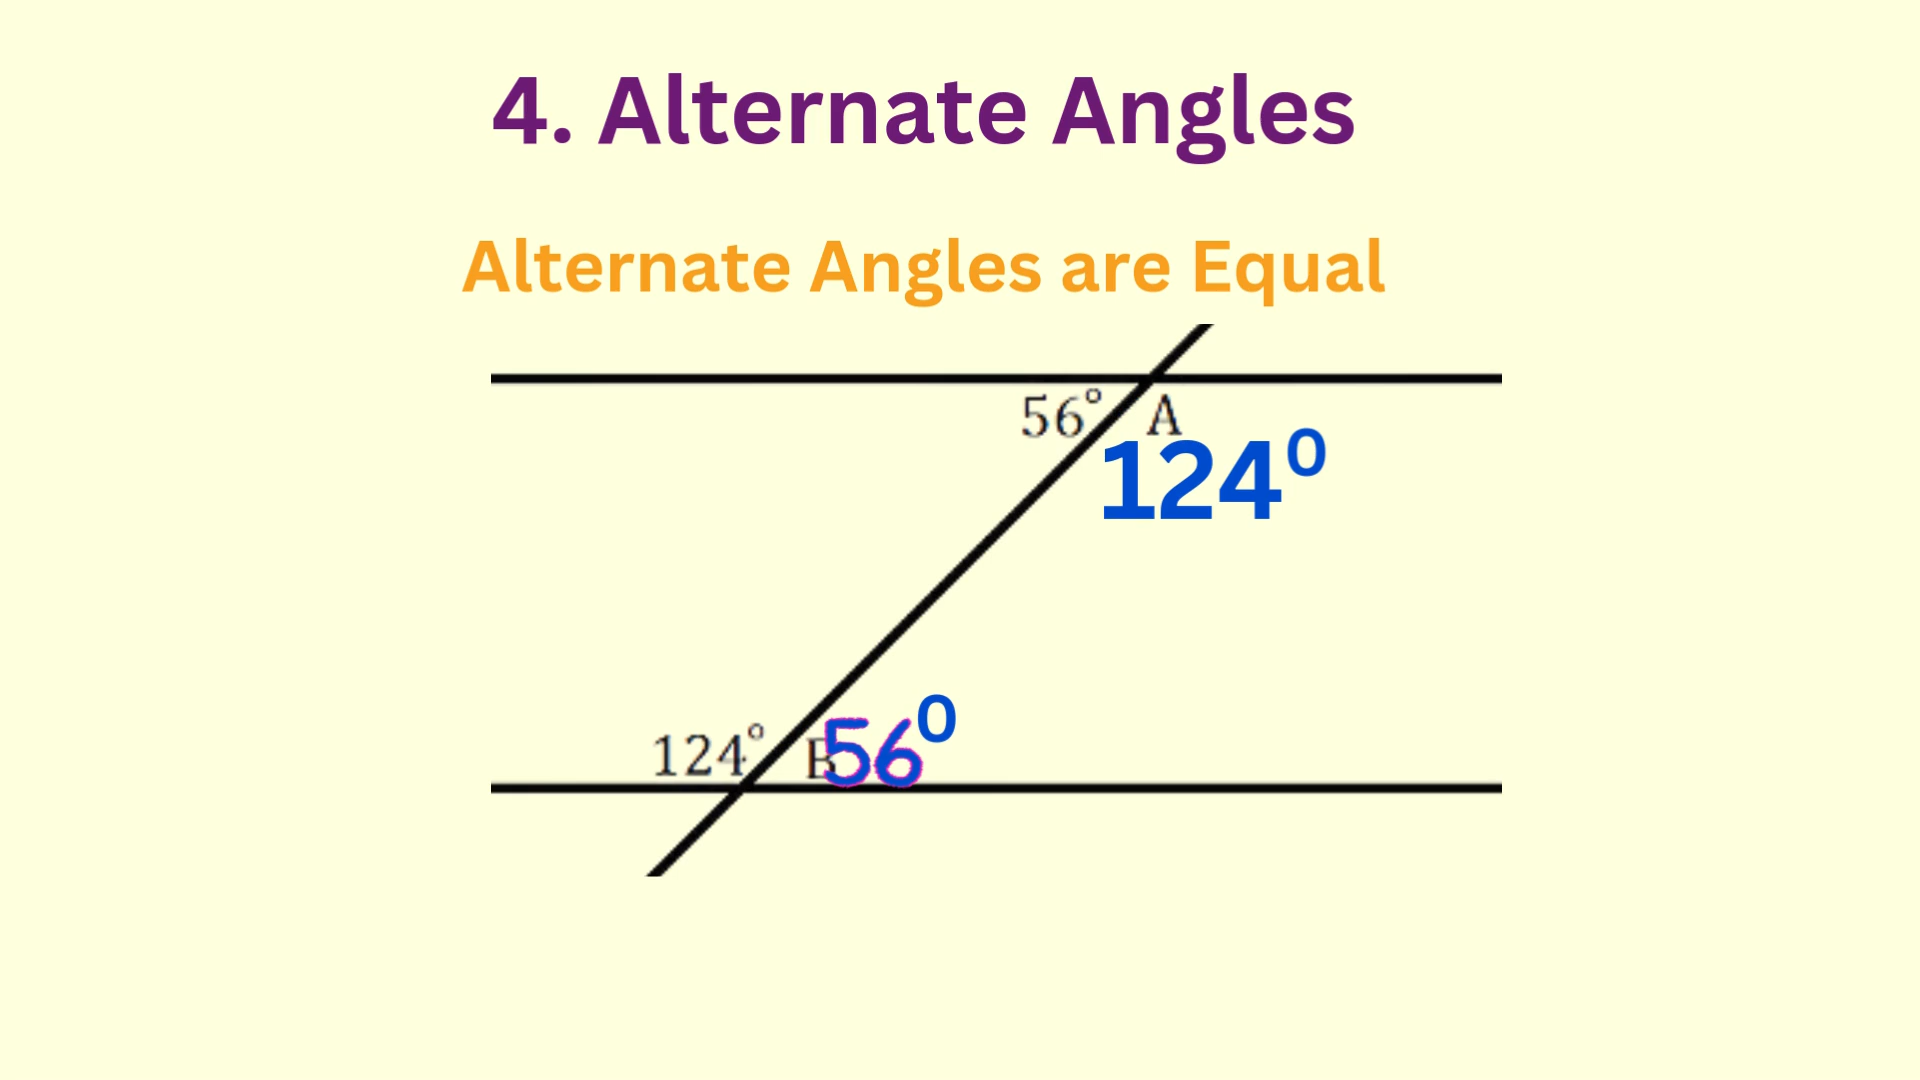 4. Alternate Angles
Alternate Angles are Equal
56° A
124⁰
124° B 56⁰